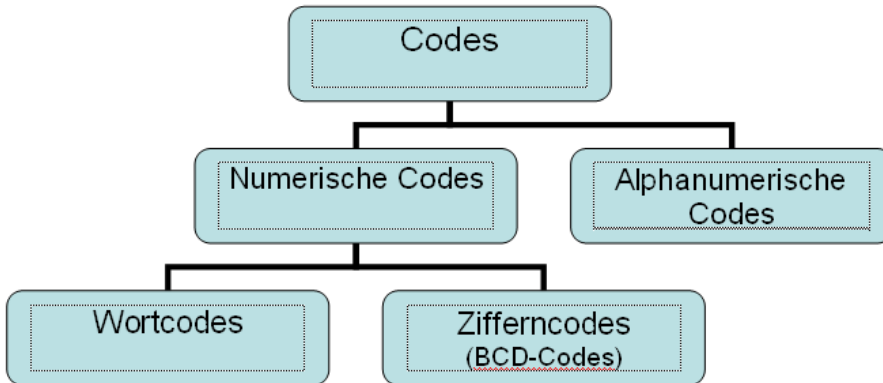 Codes
Numerische Codes
Alphanumerische
Codes
Wortcodes
Zifferncodes
(BCD-Codes)